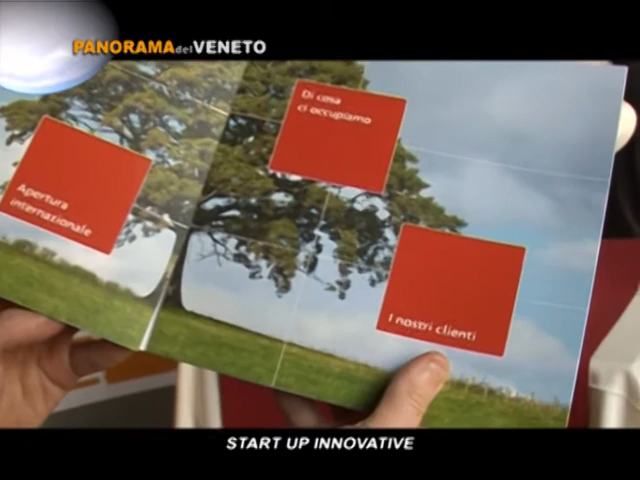 PANORAMA del VENETO
Di cosa
ci occupiamo
Apertura
internazionale
I nostri clienti
START UP INNOVATIVE